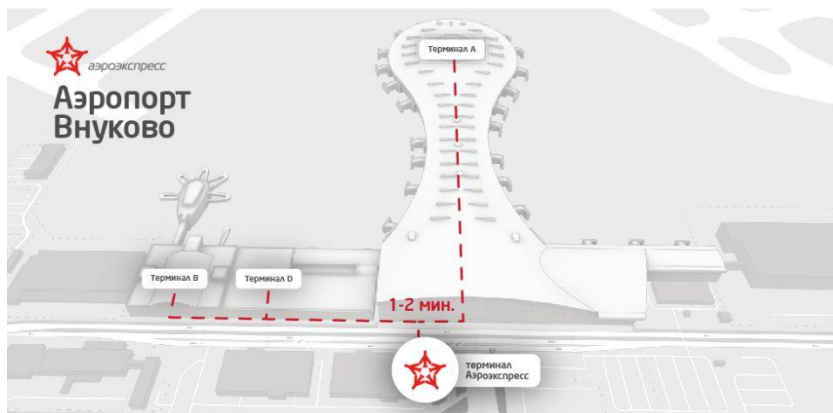 аэроэкспресс
Аэропорт
Внуково
Терминал А
Терминал В
Терминал D
1-2 мин.
терминал
Аэроэкспресс